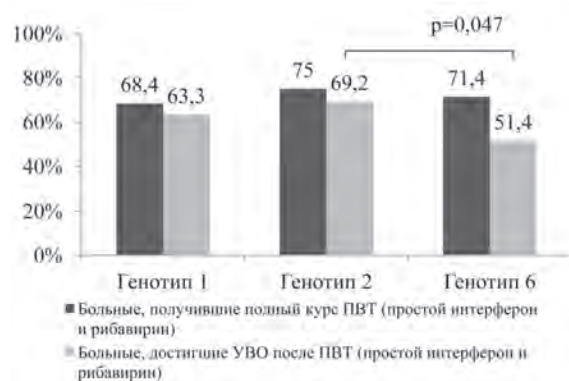 100%
p=0,047
80%
68,4
63,3
75
69,2
71,4
51,4
60%
40%
20%
0%
Генотип 1
Генотип 2
Генотип 6
Больные, получившие полный курс ПВТ (простой интерферон
и рибавирин)
Больные, достигшие УВО после ПВТ (простой интерферон и
рибавирин)